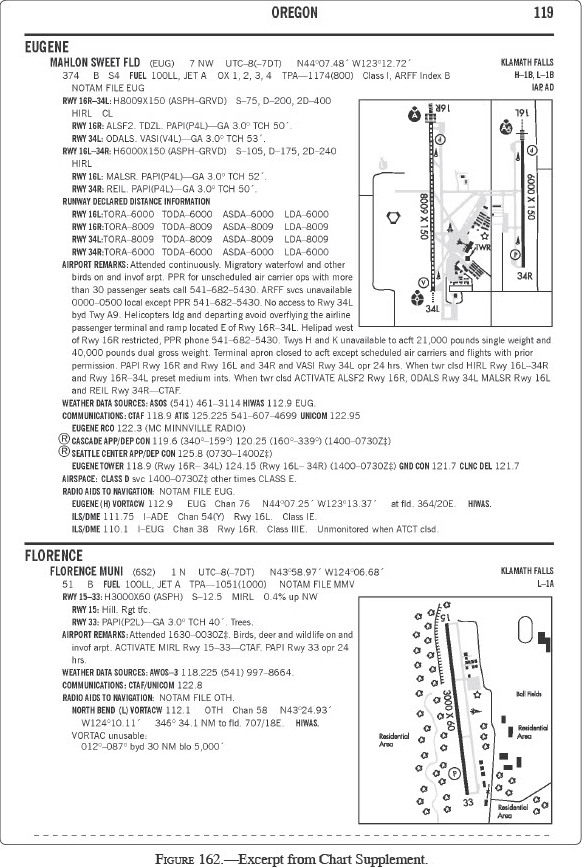 OREGON 119
EUGENE
MAHLON SWEET FLD (EUG) 7 NW UTC–8(–7DT) N44°07.48´ W123°12.72´ KLAMATH FALLS
374 B S4 FUEL 100LL, JET A OX 1, 2, 3, 4 TPA—1174(800) Class I, ARFF Index B H–1B, L–1B
NOTAM FILE EUG IAP, AD
RWY 16R–34L: H8009X150 (ASPH–GRVD) S–75, D–200, 2D–400
HIRL CL
RWY 16R: ALSF2. TDZL. PAPI(P4L)—GA 3.0° TCH 50´.
RWY 34L: ODALS. VASI(V4L)—GA 3.0° TCH 53´.
RWY 16L–34R: H6000X150 (ASPH–GRVD) S–105, D–175, 2D–240
HIRL
RWY 16L: MALSR. PAPI(P4L)—GA 3.0° TCH 52´.
RWY 34R: REIL. PAPI(P4L)—GA 3.0° TCH 50´.
RUNWAY DECLARED DISTANCE INFORMATION
RWY 16L:TORA–6000 TODA–6000 ASDA–6000 LDA–6000
RWY 16R:TORA–8009 TODA–8009 ASDA–8009 LDA–8009
RWY 34L:TORA–8009 TODA–8009 ASDA–8009 LDA–8009
RWY 34R:TORA–6000 TODA–6000 ASDA–6000 LDA–6000
AIRPORT REMARKS: Attended continuously. Migratory waterfowl and other
birds on and invof arpt. PPR for unscheduled air carrier ops with more
than 30 passenger seats call 541–682–5430. ARFF svcs unavailable
0000–0500 local except PPR 541–682–5430. No access to Rwy 34L
byd Twy A9. Helicopters ldg and departing avoid overflying the airline
passenger terminal and ramp located E of Rwy 16R–34L. Helipad west
of Rwy 16R restricted, PPR phone 541–682–5430. Twys H and K unavailable to acft 21,000 pounds single weight and
40,000 pounds dual gross weight. Terminal apron closed to acft except scheduled air carriers and flights with prior
permission. PAPI Rwy 16R and Rwy 16L and 34R and VASI Rwy 34L opr 24 hrs. When twr clsd HIRL Rwy 16L–34R
and Rwy 16R–34L preset medium ints. When twr clsd ACTIVATE ALSF2 Rwy 16R, ODALS Rwy 34L MALSR Rwy 16L
and REIL Rwy 34R—CTAF.
WEATHER DATA SOURCES: ASOS (541) 461–3114 HIWAS 112.9 EUG.
COMMUNICATIONS: CTAF 118.9 ATIS 125.225 541–607–4699 UNICOM 122.95
EUGENE RCO 122.3 (MC MINNVILLE RADIO)
Ⓡ CASCADE APP/DEP CON 119.6 (340°–159°) 120.25 (160°–339°) (1400–0730Z‡)
Ⓡ SEATTLE CENTER APP/DEP CON 125.8 (0730–1400Z‡)
EUGENE TOWER 118.9 (Rwy 16R–34L) 124.15 (Rwy 16L–34R) (1400–0730Z‡) GND CON 121.7 CLNC DEL 121.7
AIRSPACE: CLASS D svc 1400–0730Z‡ other times CLASS E.
RADIO AIDS TO NAVIGATION: NOTAM FILE EUG.
EUGENE (H) VORTACW 112.9 EUG Chan 76 N44°07.25´ W123°13.37´ at fld. 364/20E. HIWAS.
ILS/DME 111.75 I–ADE Chan 54(Y) Rwy 16L. Class IE.
ILS/DME 110.1 I–EUG Chan 38 Rwy 16R. Class IIIE. Unmonitored when ATCT clsd.
16R
16L
A
A5
P
P
8009 X 150
6000 X 150
TWR
P
34R
V
34L
FLORENCE
FLORENCE MUNI (6S2) 1 N UTC–8(–7DT) N43°58.97´ W124°06.68´ KLAMATH FALLS
51 B FUEL 100LL, JET A TPA—1051(1000) NOTAM FILE MMV L–1A
RWY 15–33: H3000X60 (ASPH) S–12.5 MIRL 0.4% up NW
RWY 15: Hill. Rgt tfc.
RWY 33: PAPI(P2L)—GA 3.0° TCH 40´. Trees.
AIRPORT REMARKS: Attended 1630–0030Z‡. Birds, deer and wildlife on and
invof arpt. ACTIVATE MIRL Rwy 15–33—CTAF. PAPI Rwy 33 opr 24
hrs.
WEATHER DATA SOURCES: AWOS–3 118.225 (541) 997–8664.
COMMUNICATIONS: CTAF/UNICOM 122.8
RADIO AIDS TO NAVIGATION: NOTAM FILE OTH.
NORTH BEND (L) VORTACW 112.1 OTH Chan 58 N43°24.93´
W124°10.11´ 346° 34.1 NM to fld. 707/18E. HIWAS.
VORTAC unusable:
012°–087° byd 30 NM blo 5,000´
15
3000 X 60
Ball Fields
Residential
Area
Residential
Area
P
33
Residential
Area
FIGURE 162.—Excerpt from Chart Supplement.